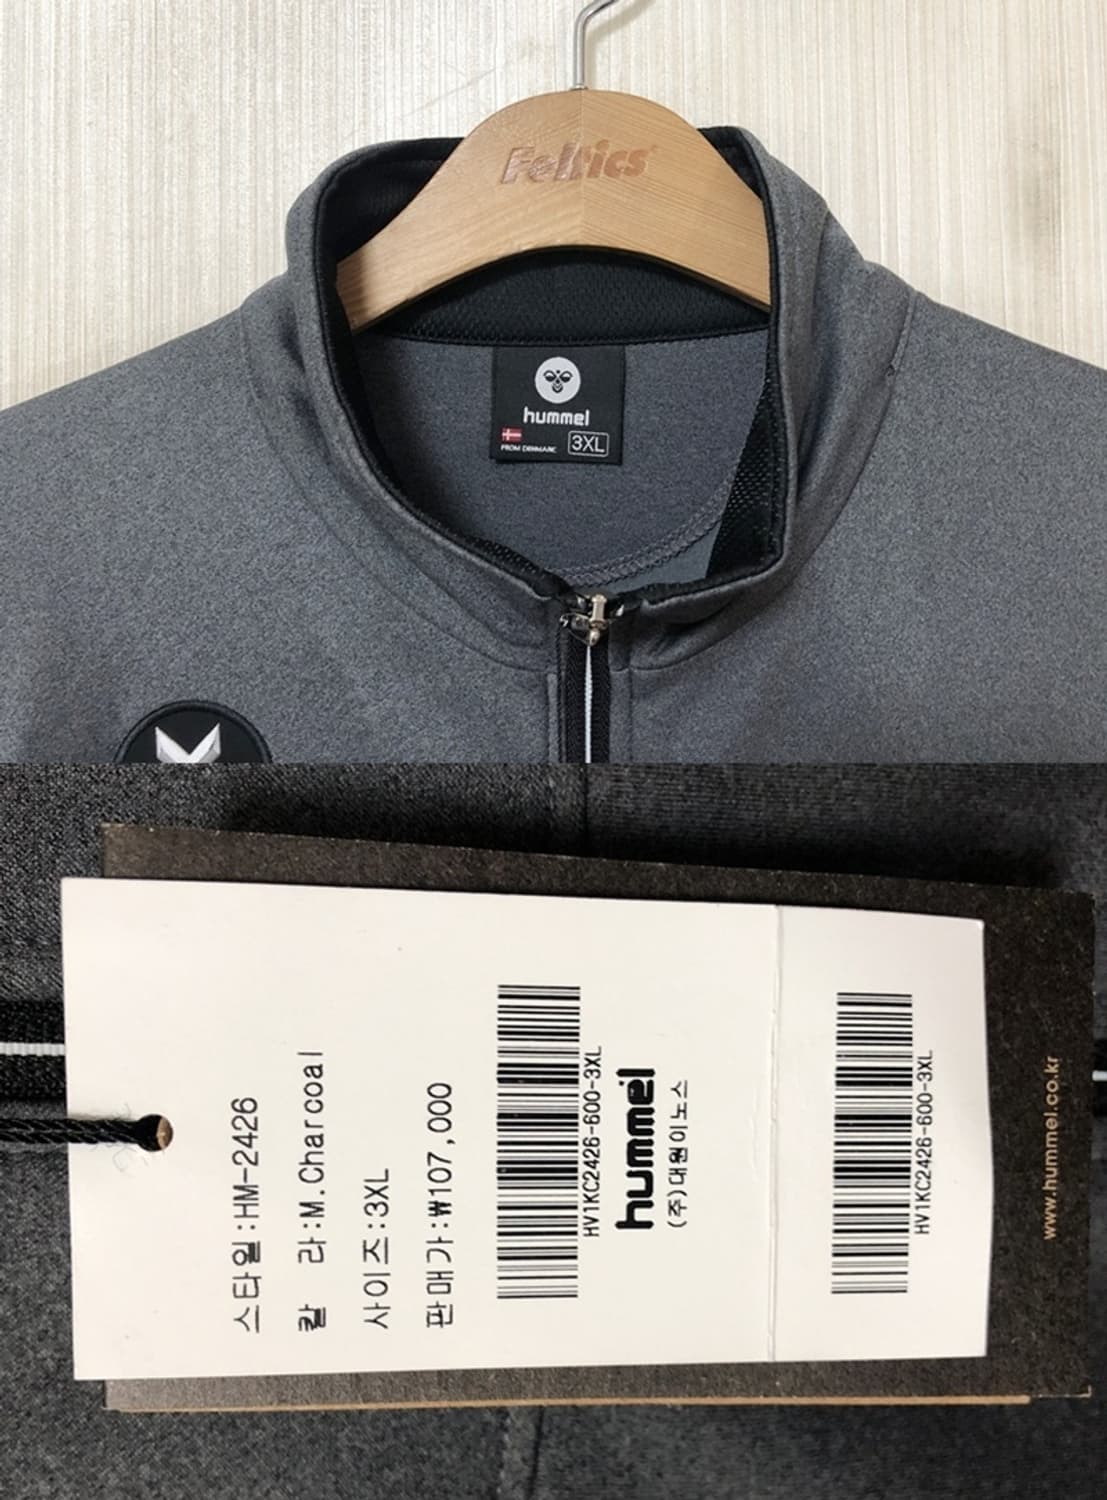 Feltics
hummel
FROM DENMARK
3XL
스타일:HM-2426
칼 라:M.Charcoal
사이즈:3XL
판매가:₩107,000
HV1KC2426-600-3XL
hummel
(주)대원이노스
HV1KC2426-600-3XL
www.hummel.co.kr